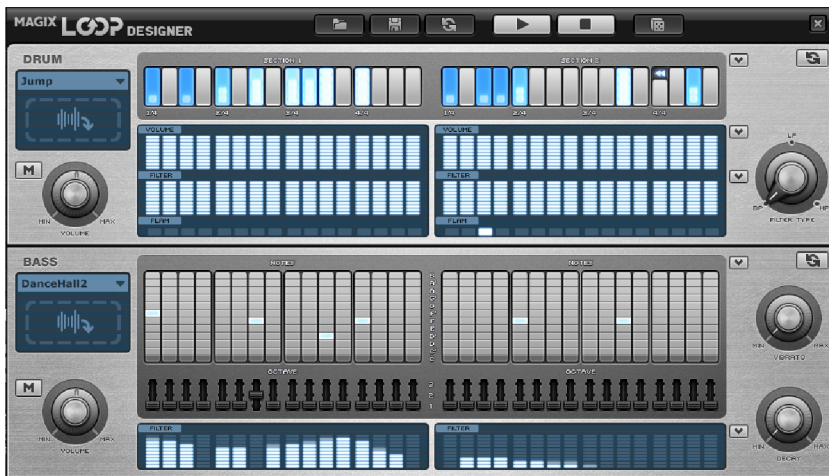 MAGIX LOOP DESIGNER
DRUM
SECTION 1
SECTION 2
Jump
1/4 2/4 3/4 4/4
1/4 2/4 3/4 4/4
VOLUME
VOLUME
LP
M
FILTER
FILTER
BP HP
FILTER TYPE
MIN MAX
VOLUME
FLAM
FLAM
BASS
NOTES
NOTES
DanceHall2
MIN MAX
VIBRATO
OCTAVE
OCTAVE
M
3
2
1
FILTER
FILTER
MIN MAX
VOLUME
MIN MAX
DECAY